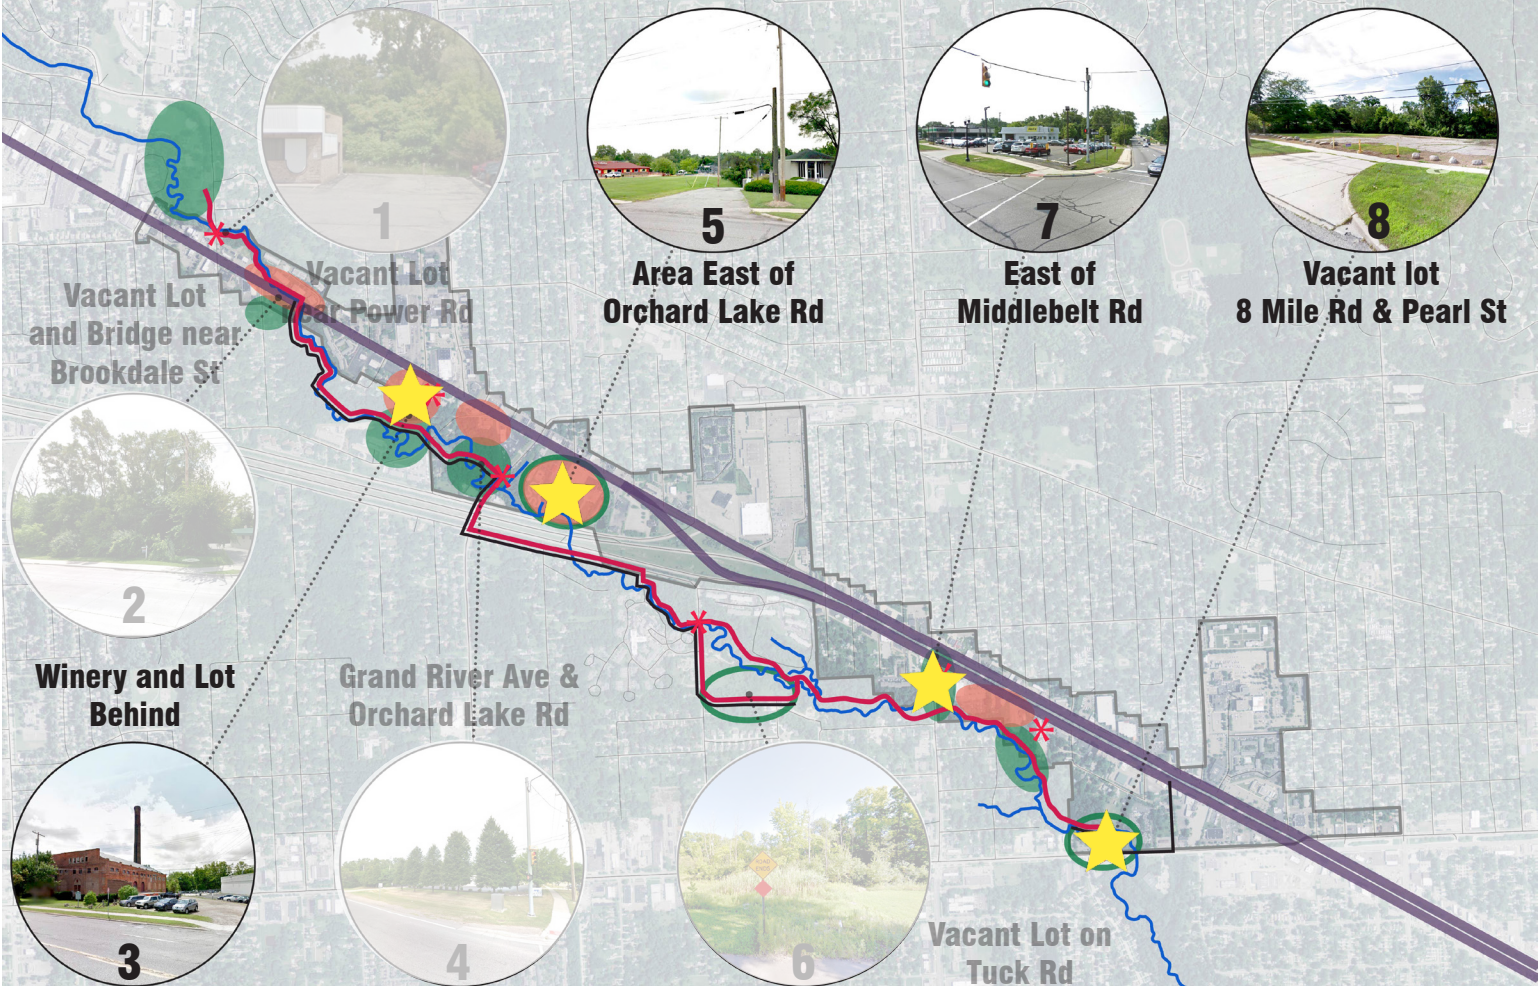 1
Vacant Lot
near Power Rd
5
Area East of
Orchard Lake Rd
7
East of
Middlebelt Rd
8
Vacant lot
8 Mile Rd & Pearl St
Vacant Lot
and Bridge near
Brookdale St
2
Winery and Lot
Behind
3
Grand River Ave &
Orchard Lake Rd
4
6
Vacant Lot on
Tuck Rd